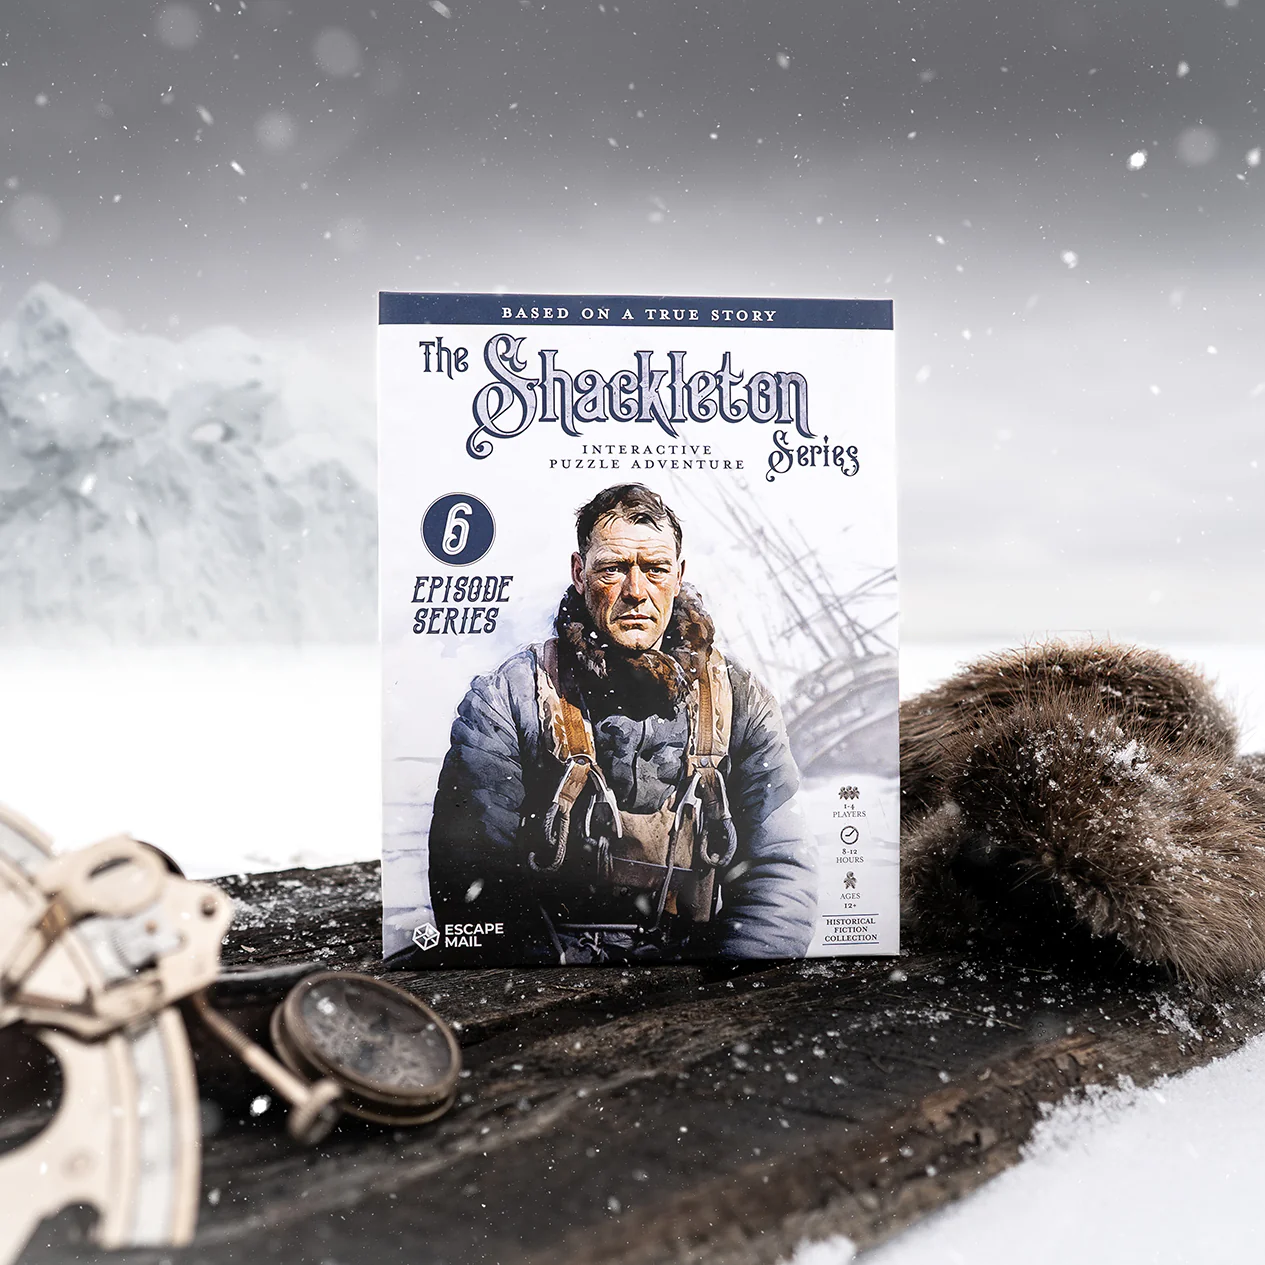 BASED ON A TRUE STORY
The Shackleton
Series
INTERACTIVE
PUZZLE ADVENTURE
6
EPISODE
SERIES
1-4
PLAYERS
8-12
HOURS
AGES
12+
HISTORICAL
FICTION
COLLECTION
ESCAPE
MAIL